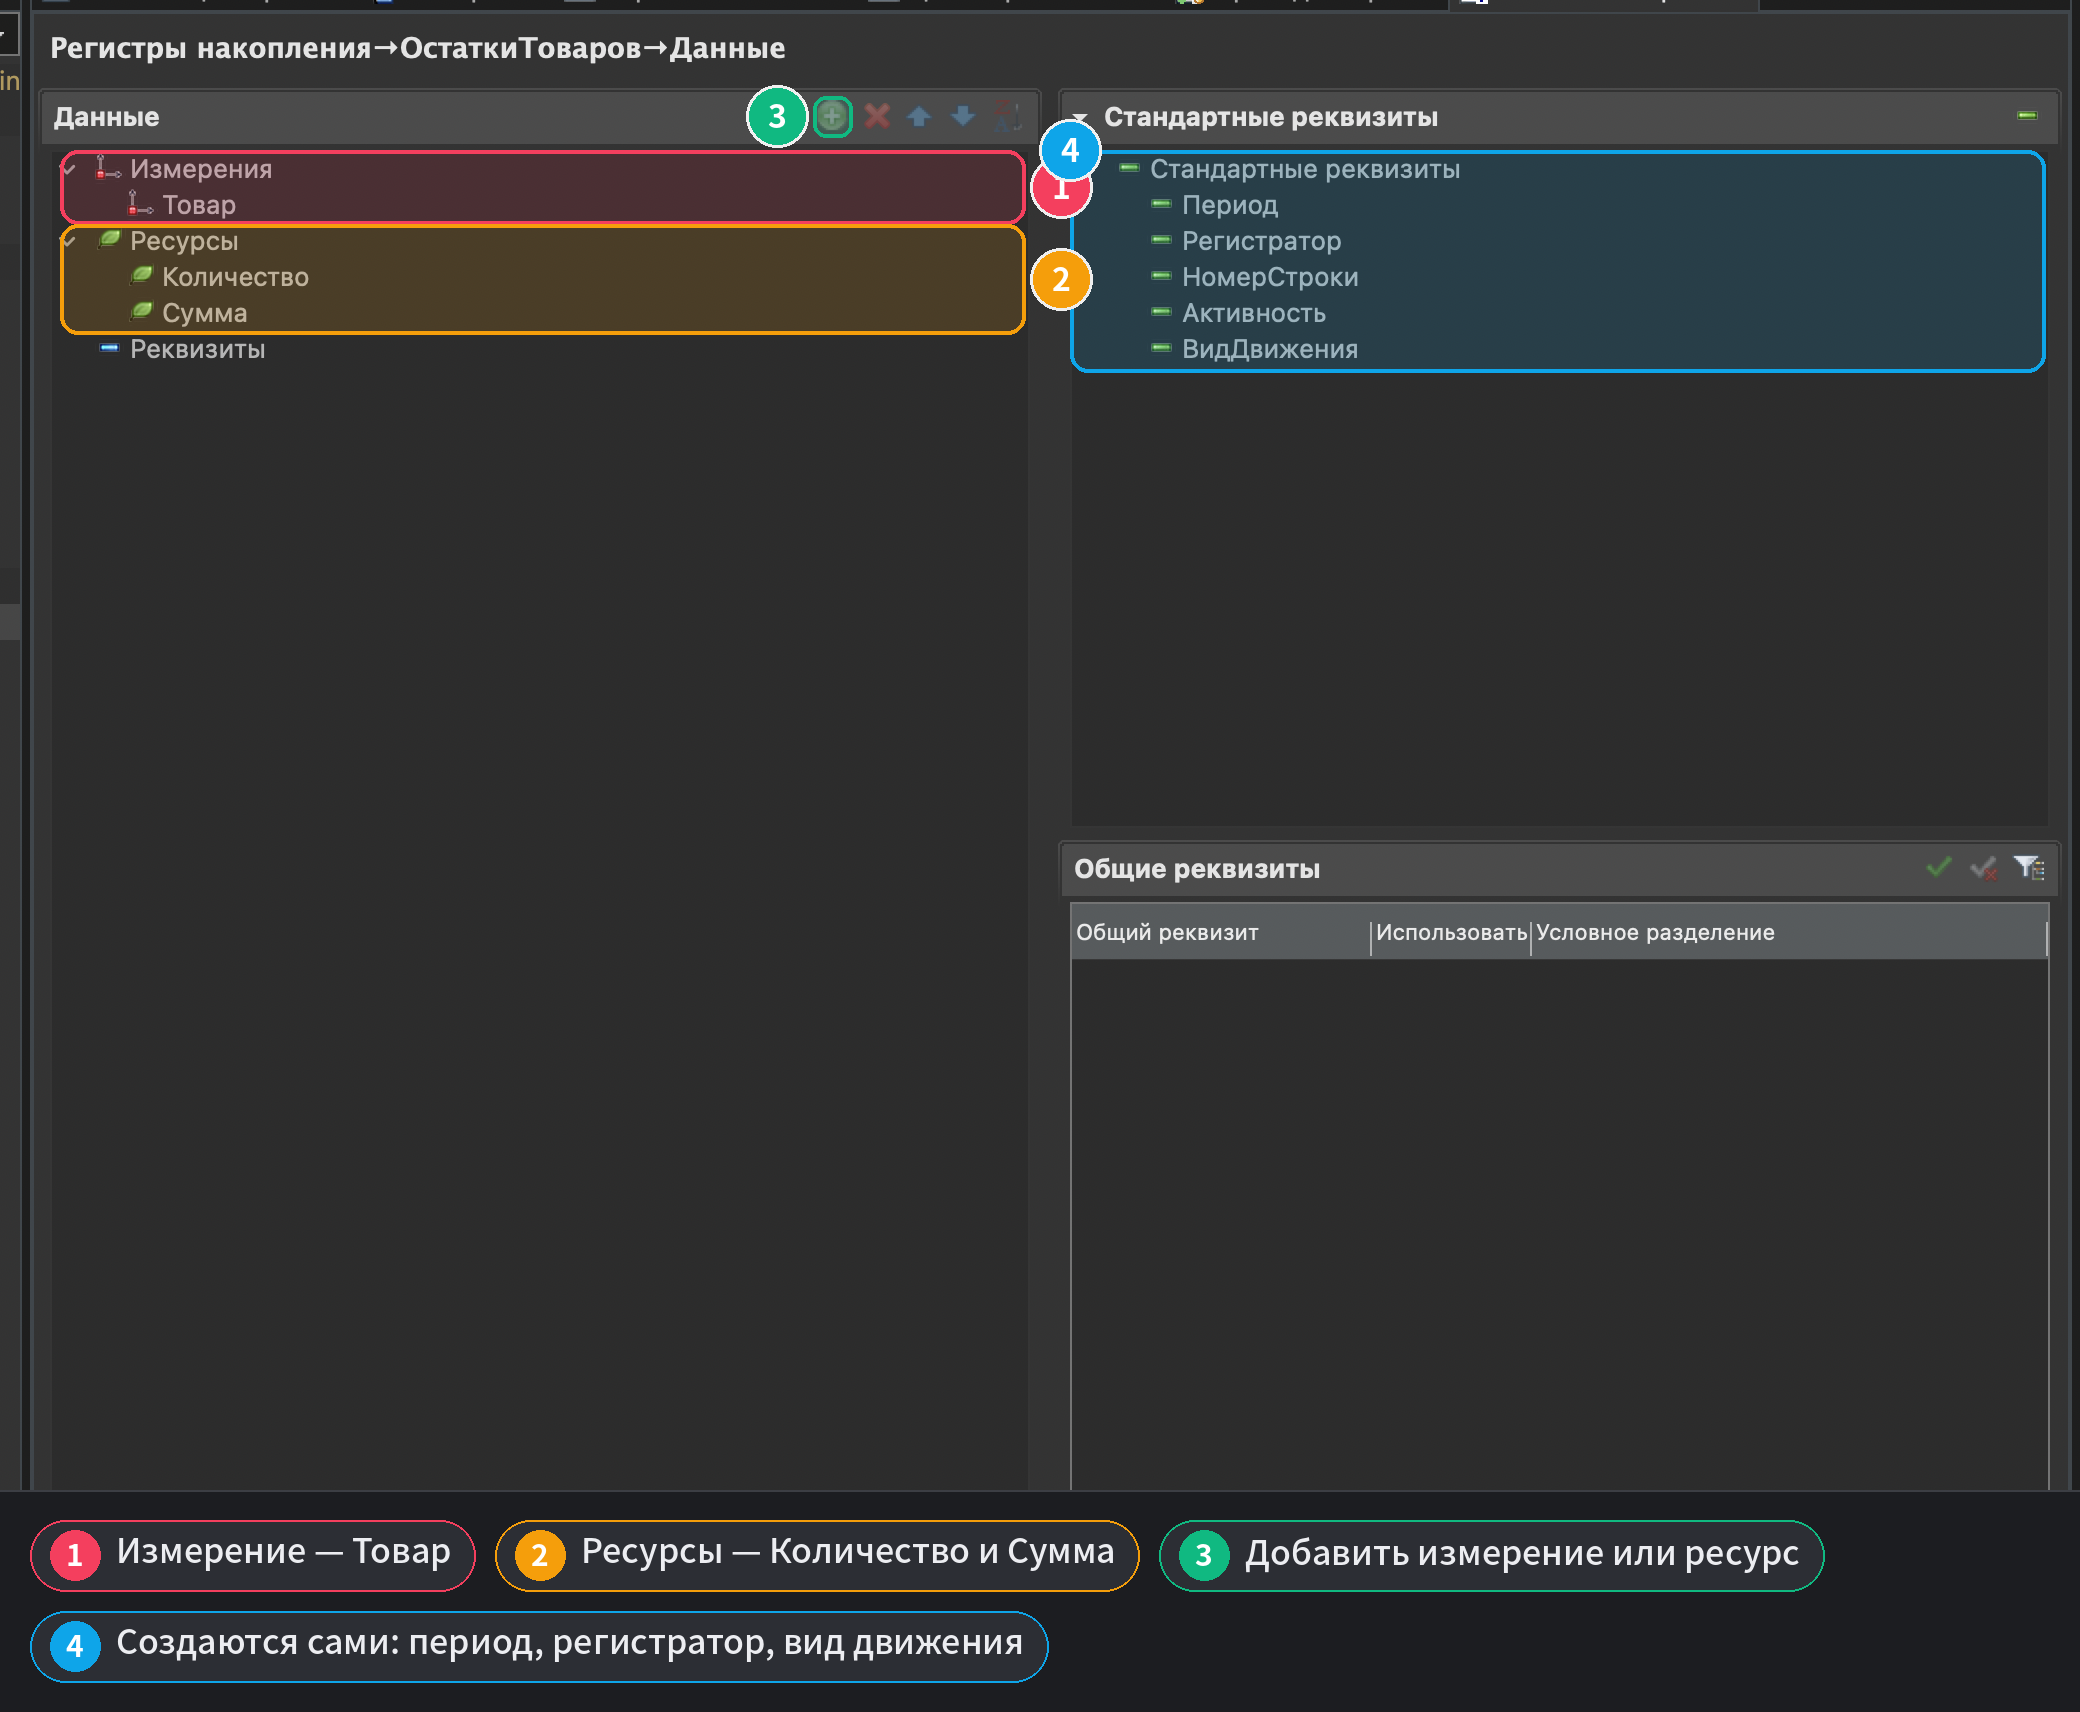 Регистры накопления→ОстаткиТоваров→Данные
in
Данные
3
Измерения
Товар
1
Ресурсы
Количество
Сумма
2
Реквизиты
Стандартные реквизиты
4
Стандартные реквизиты
Период
Регистратор
НомерСтроки
Активность
ВидДвижения
Общие реквизиты
Общий реквизит Использовать Условное разделение
1 Измерение — Товар
2 Ресурсы — Количество и Сумма
3 Добавить измерение или ресурс
4 Создаются сами: период, регистратор, вид движения